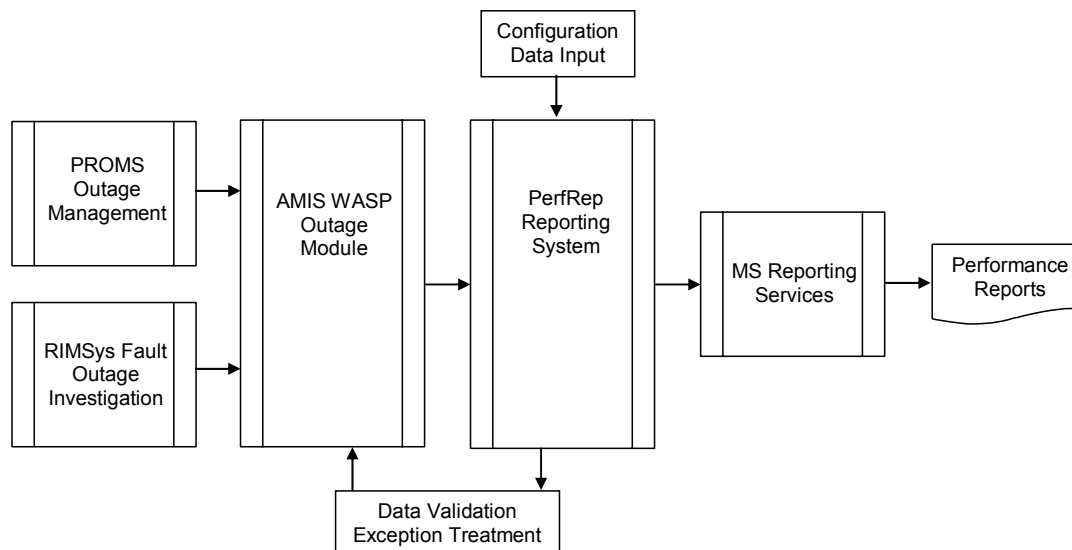 Configuration
Data Input
PROMS
Outage
Management
AMIS WASP
Outage
Module
PerfRep
Reporting
System
MS Reporting
Services
Performance
Reports
RIMSys Fault
Outage
Investigation
Data Validation
Exception Treatment